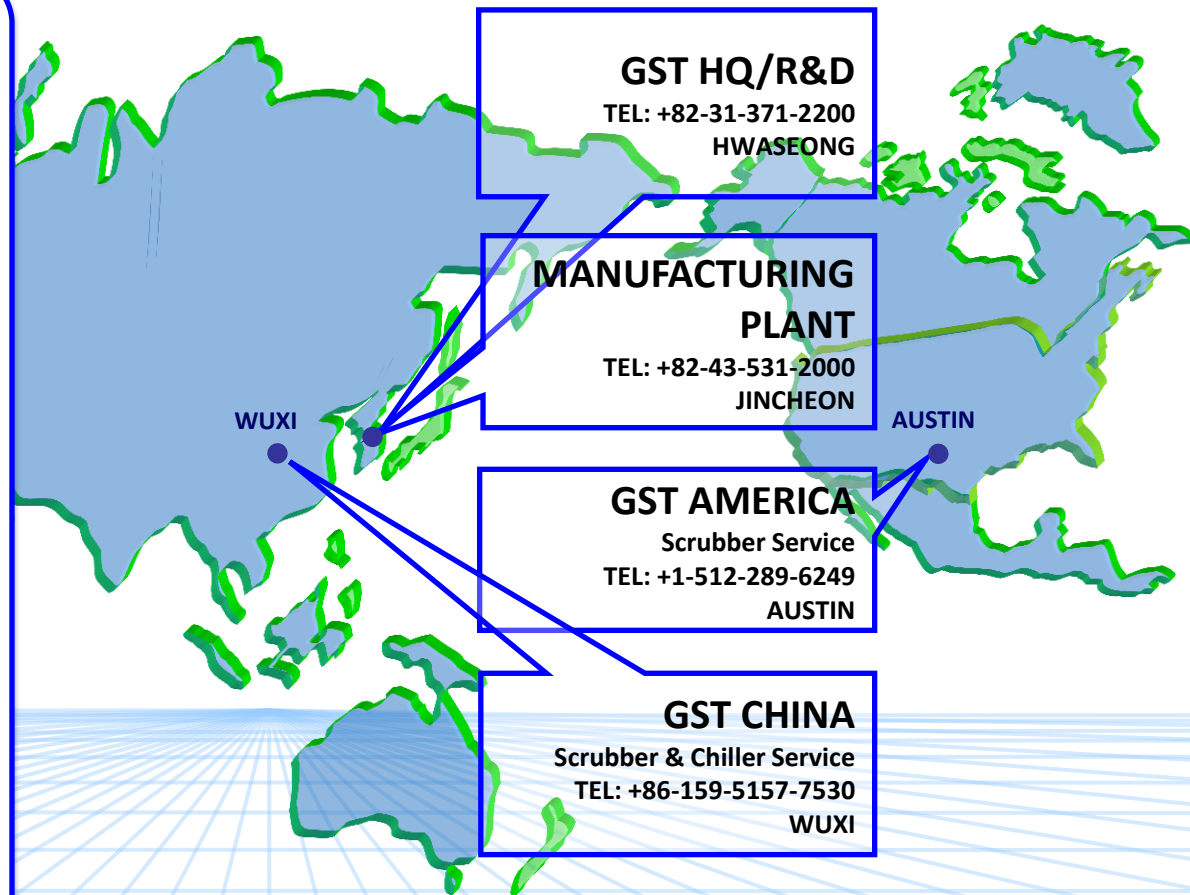 GST HQ/R&D
TEL: +82-31-371-2200
HWASEONG
MANUFACTURING
PLANT
TEL: +82-43-531-2000
JINCHEON
WUXI
AUSTIN
GST AMERICA
Scrubber Service
TEL: +1-512-289-6249
AUSTIN
GST CHINA
Scrubber & Chiller Service
TEL: +86-159-5157-7530
WUXI